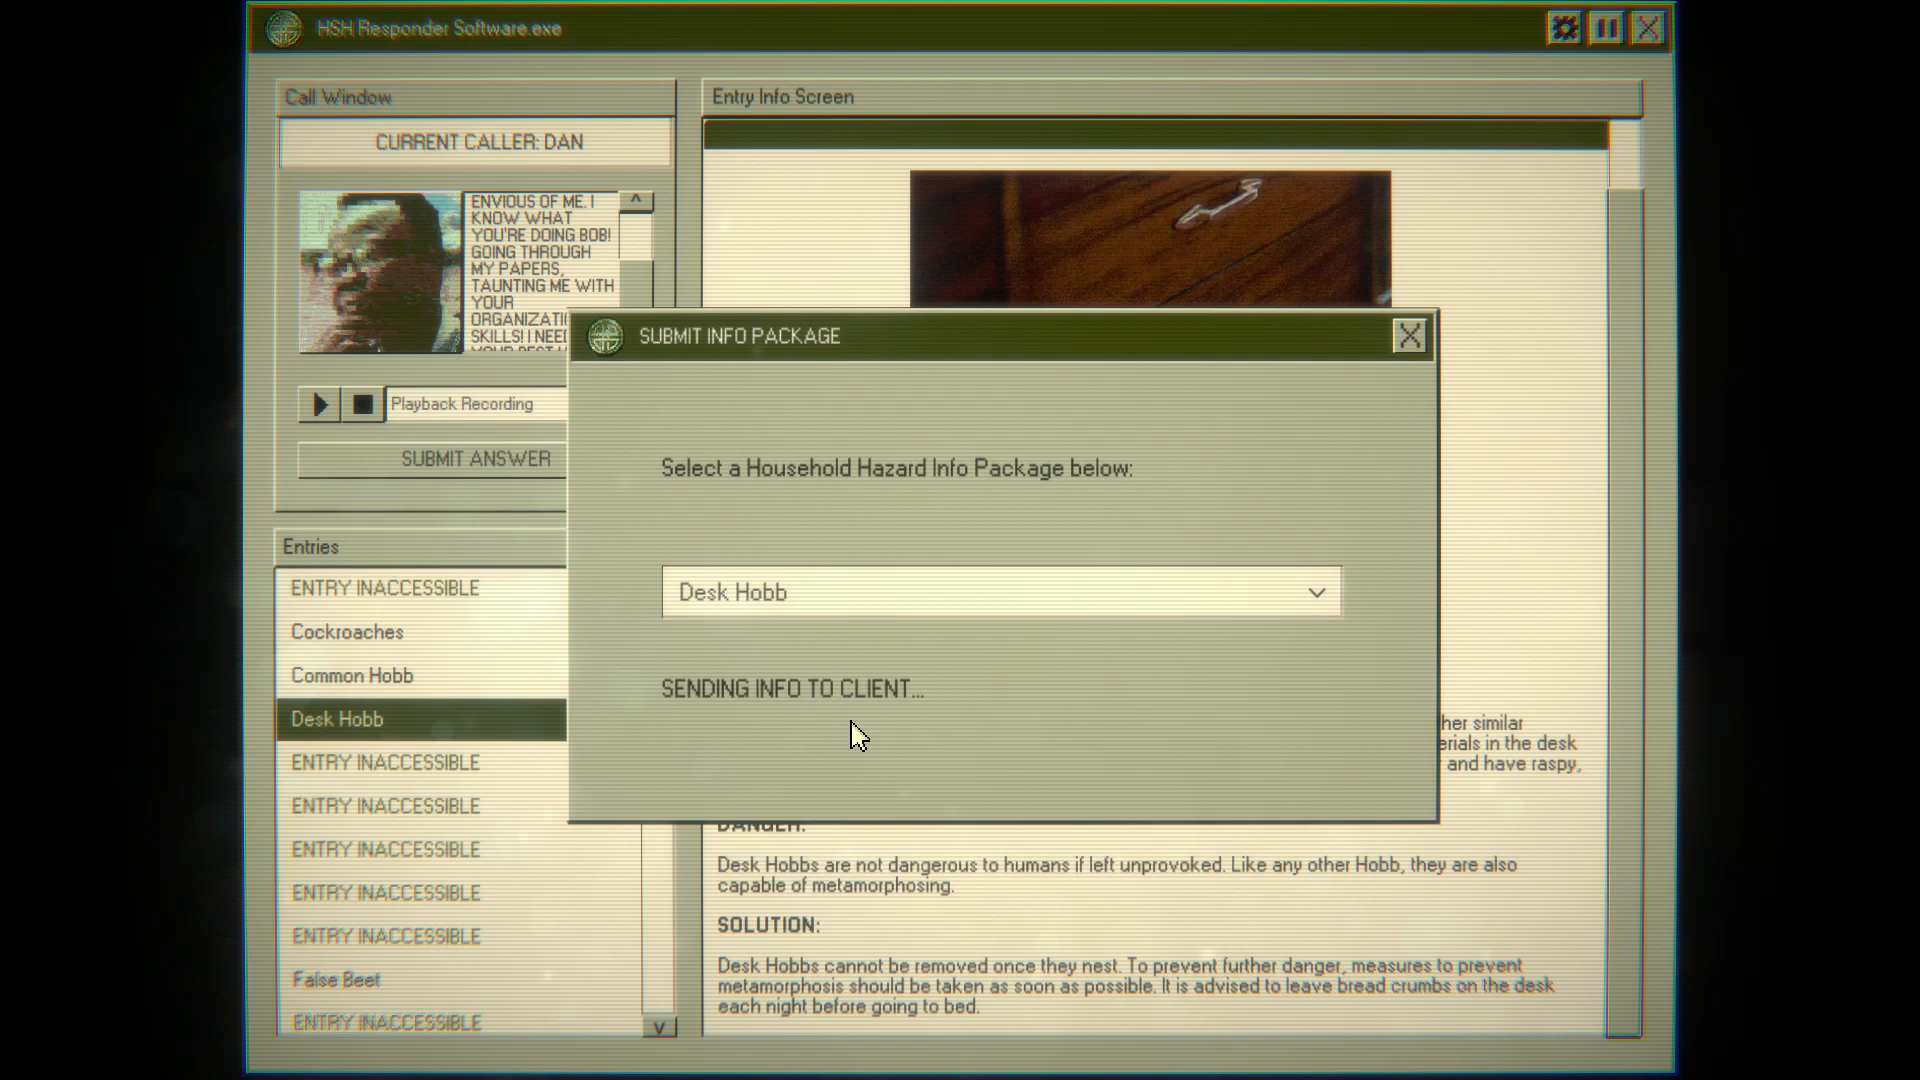 HSH Responder Software.exe
Call Window
CURRENT CALLER: DAN
ENVIOUS OF ME. I
KNOW WHAT
YOU'RE DOING BOB!
GOING THROUGH
MY PAPERS,
TAUNTING ME WITH
YOUR
ORGANIZATI
SKILLS! I NEED
Playback Recording
SUBMIT ANSWER
Entries
ENTRY INACCESSIBLE
Cockroaches
Common Hobb
Desk Hobb
ENTRY INACCESSIBLE
ENTRY INACCESSIBLE
ENTRY INACCESSIBLE
ENTRY INACCESSIBLE
ENTRY INACCESSIBLE
False Beet
ENTRY INACCESSIBLE
Entry Info Screen
SUBMIT INFO PACKAGE
Select a Household Hazard Info Package below:
Desk Hobb
SENDING INFO TO CLIENT...
her similar
erials in the desk
and have raspy,
DANGER:
Desk Hobbs are not dangerous to humans if left unprovoked. Like any other Hobb, they are also
capable of metamorphosing.
SOLUTION:
Desk Hobbs cannot be removed once they nest. To prevent further danger, measures to prevent
metamorphosis should be taken as soon as possible. It is advised to leave bread crumbs on the desk
each night before going to bed.